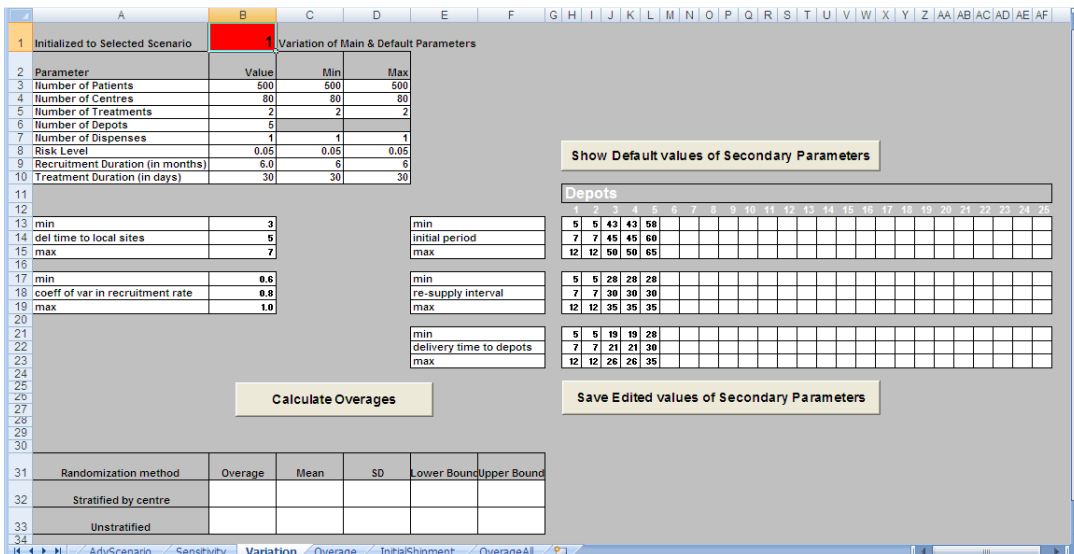 A B C D E F G H I J K L M N O P Q R S T U V W X Y Z AA AB AC AD AE AF
1 Initialized to Selected Scenario 1 Variation of Main & Default Parameters
2 Parameter Value Min Max
3 Number of Patients 500 500 500
4 Number of Centres 80 80 80
5 Number of Treatments 2 2 2
6 Number of Depots 5
7 Number of Dispenses 1 1 1
8 Risk Level 0.05 0.05 0.05
9 Recruitment Duration (in months) 6.0 6 6
10 Treatment Duration (in days) 30 30 30
Show Default values of Secondary Parameters
11 Depots
12 1 2 3 4 5 6 7 8 9 10 11 12 13 14 15 16 17 18 19 20 21 22 23 24 25
13 min 3 min 5 5 43 43 58
14 del time to local sites 5 initial period 7 7 45 45 60
15 max 7 max 12 12 50 50 65
16
17 min 0.6 min 5 5 28 28 28
18 coeff of var in recruitment rate 0.8 re-supply interval 7 7 30 30 30
19 max 1.0 max 12 12 35 35 35
20
21 min 5 5 19 19 28
22 delivery time to depots 7 7 21 21 30
23 max 12 12 26 26 35
24
25
26 Calculate Overages Save Edited values of Secondary Parameters
27
28
29
30
31 Randomization method Overage Mean SD Lower Bound Upper Bound
32 Stratified by centre
33 Unstratified
34
AdvScenario Sensitivity Variation Overage InitialShipment OverageAll